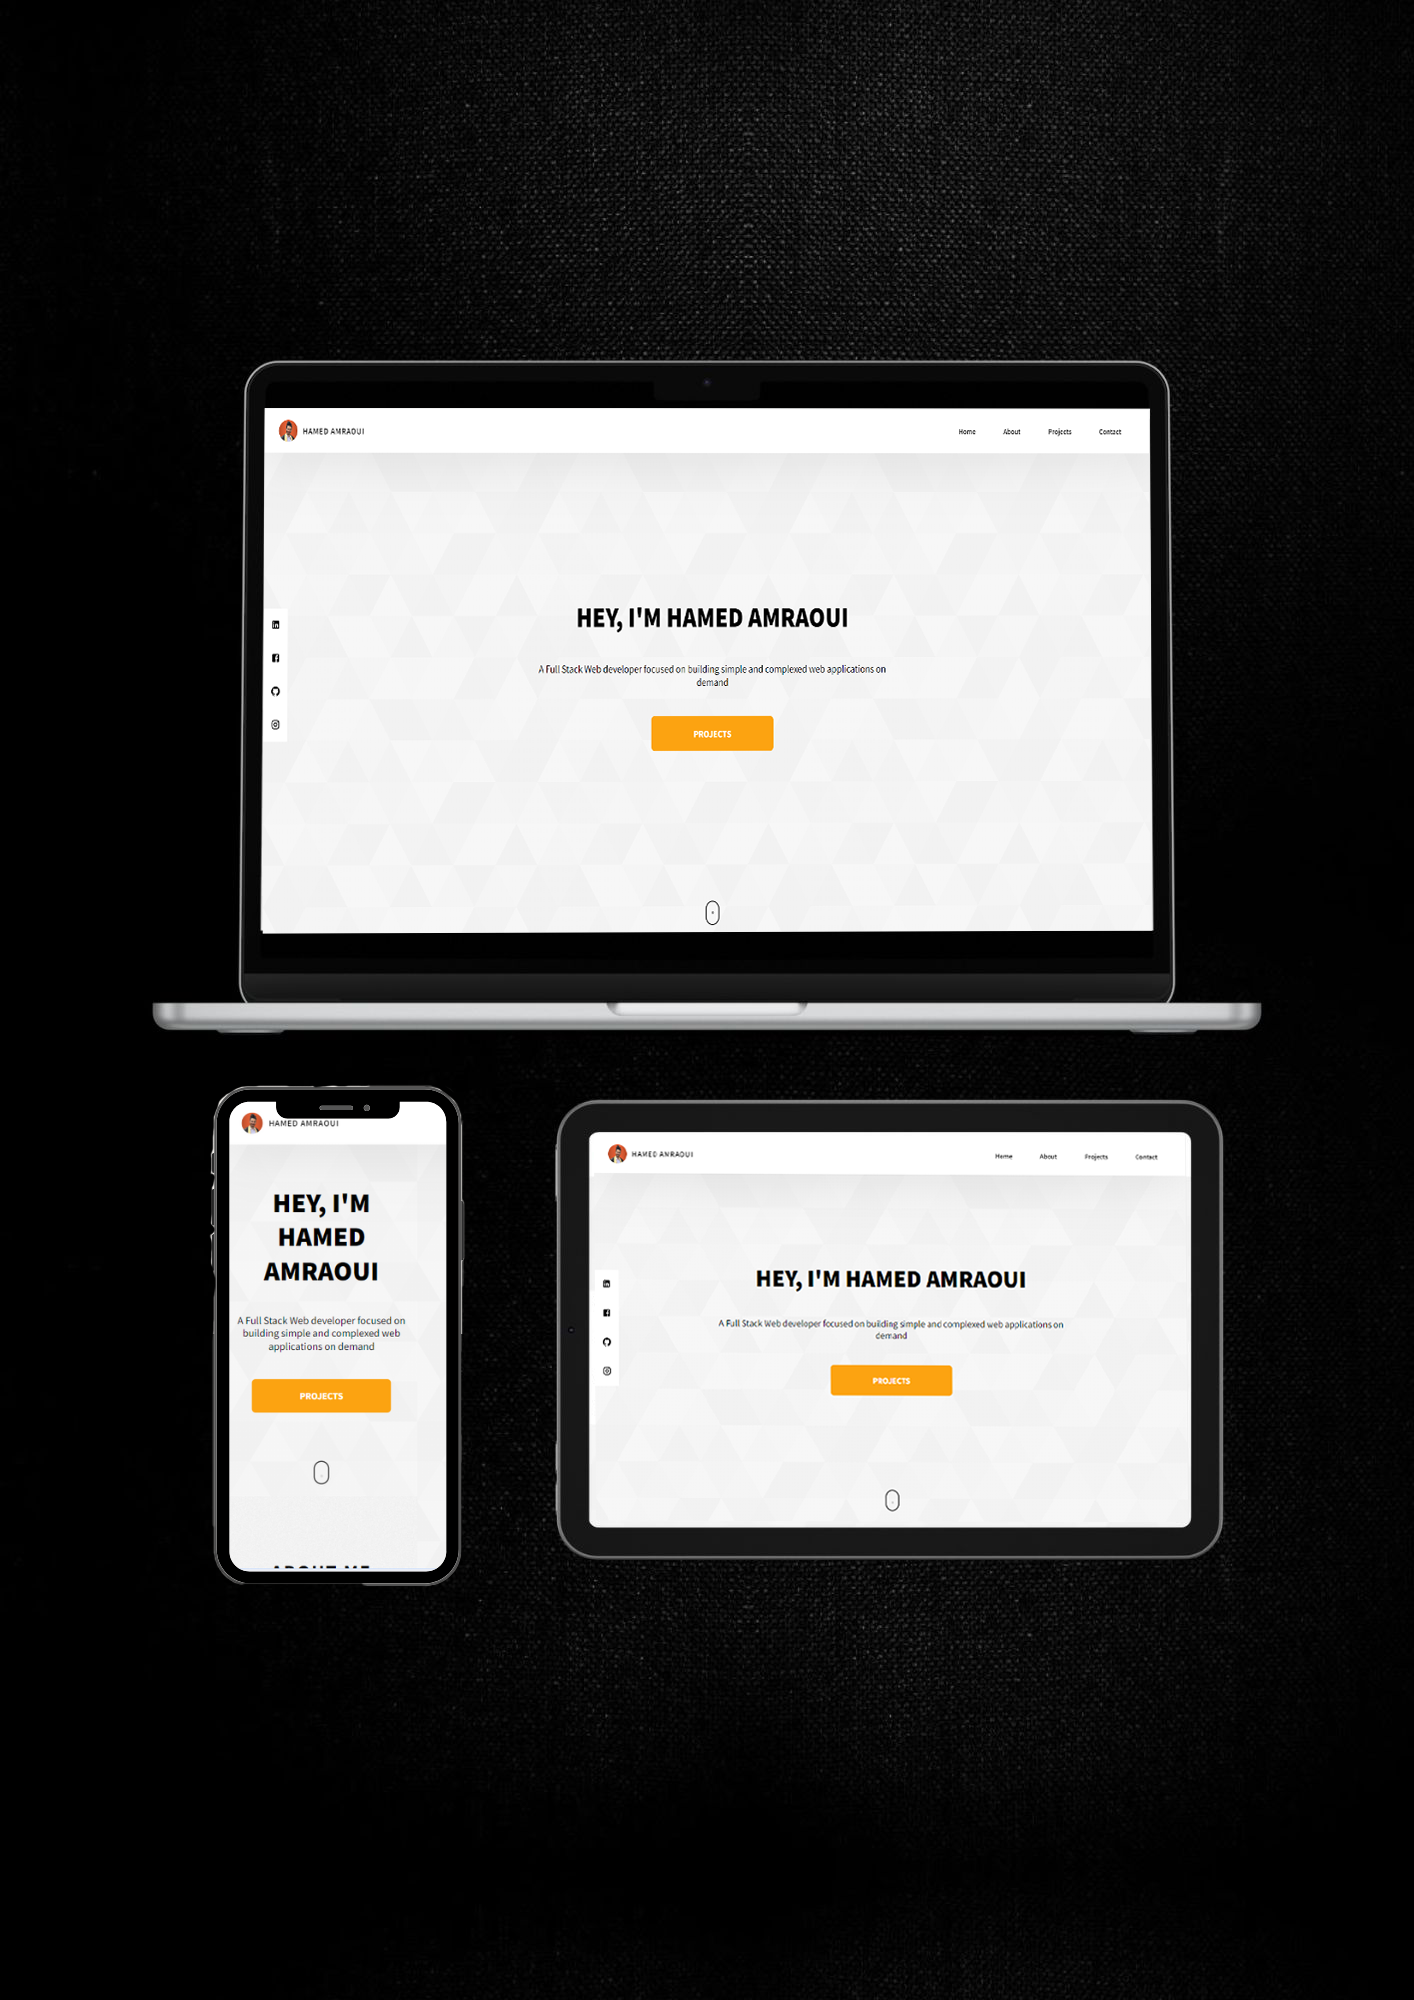 HAMED AMRAOUI
Home About Projects Contact
HEY, I'M HAMED AMRAOUI
A Full Stack Web developer focused on building simple and complexed web applications on
demand
PROJECTS
HAMED AMRAOUI
HEY, I'M
HAMED
AMRAOUI
A Full Stack Web developer focused on
building simple and complexed web
applications on demand
PROJECTS
ABOUT ME
HAMED AMRAOUI
Home About Projects Contact
HEY, I'M HAMED AMRAOUI
A Full Stack Web developer focused on building simple and complexed web applications on
demand
PROJECTS